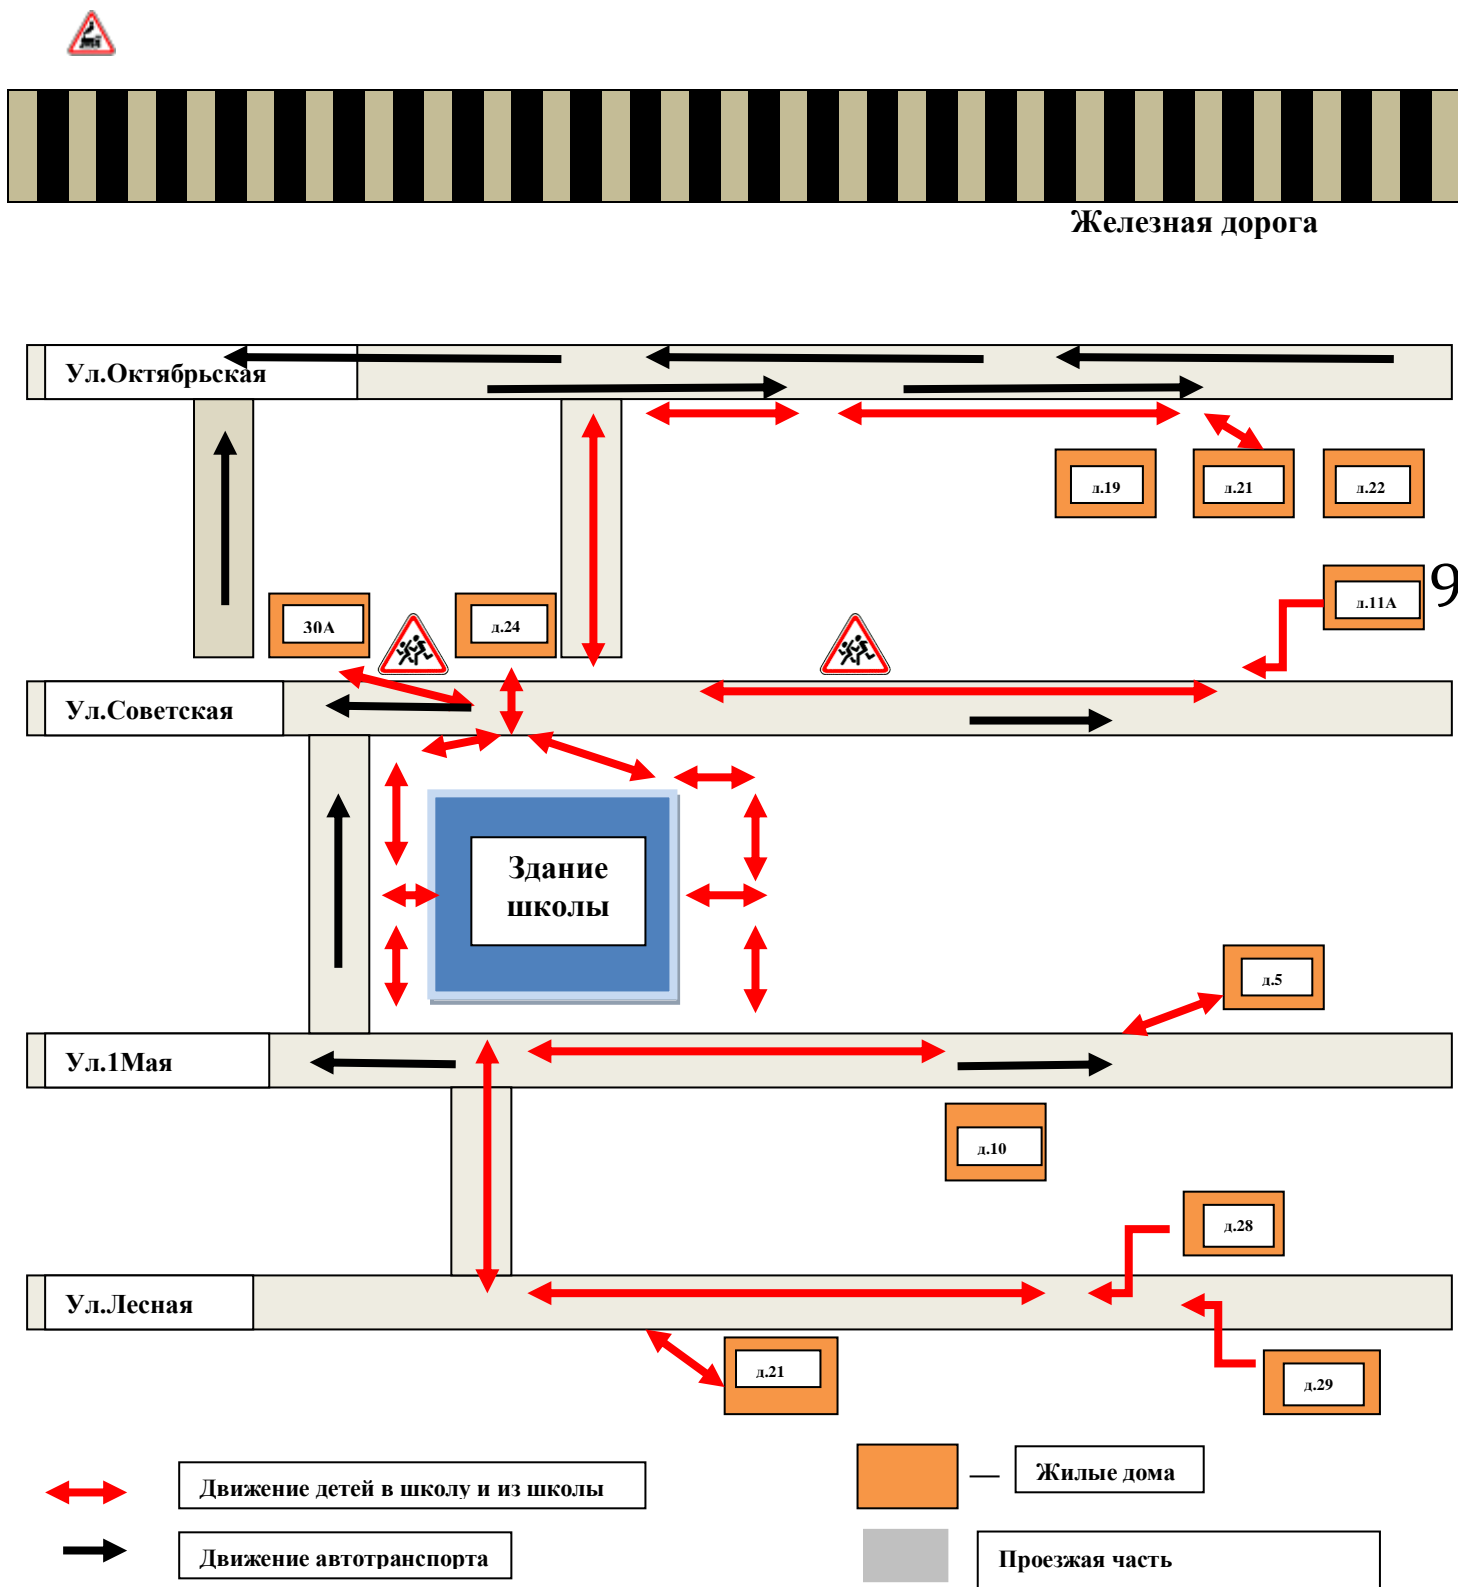 Железная дорога
Ул.Октябрьская
д.19
д.21
д.22
9
д.11А
30А
д.24
Ул.Советская
Здание
школы
д.5
Ул.1Мая
д.10
д.28
Ул.Лесная
д.21
д.29
Жилые дома
Движение детей в школу и из школы
Движение автотранспорта
Проезжая часть